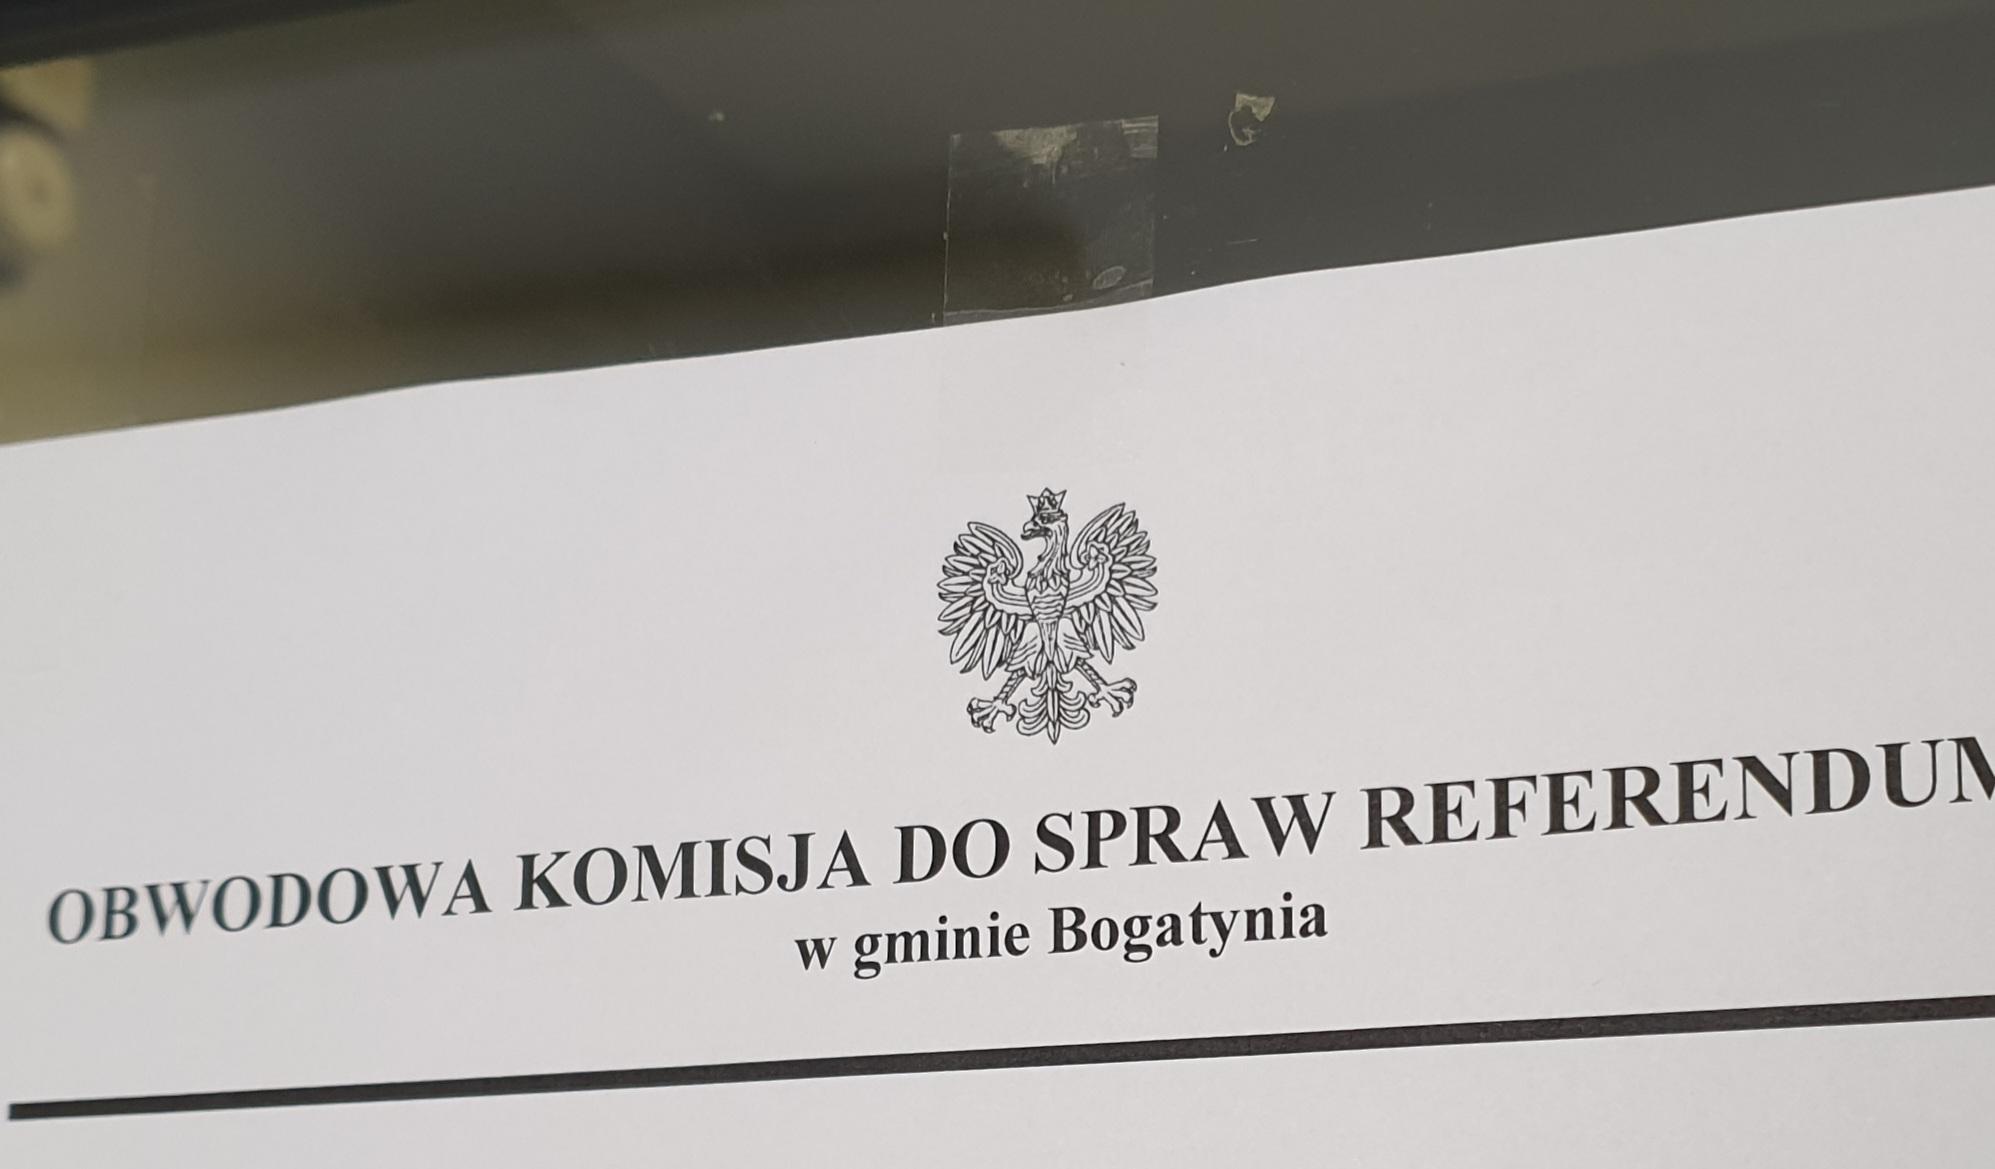 OBWODOWA KOMISJA DO SPRAW REFERENDUM
w gminie Bogatynia